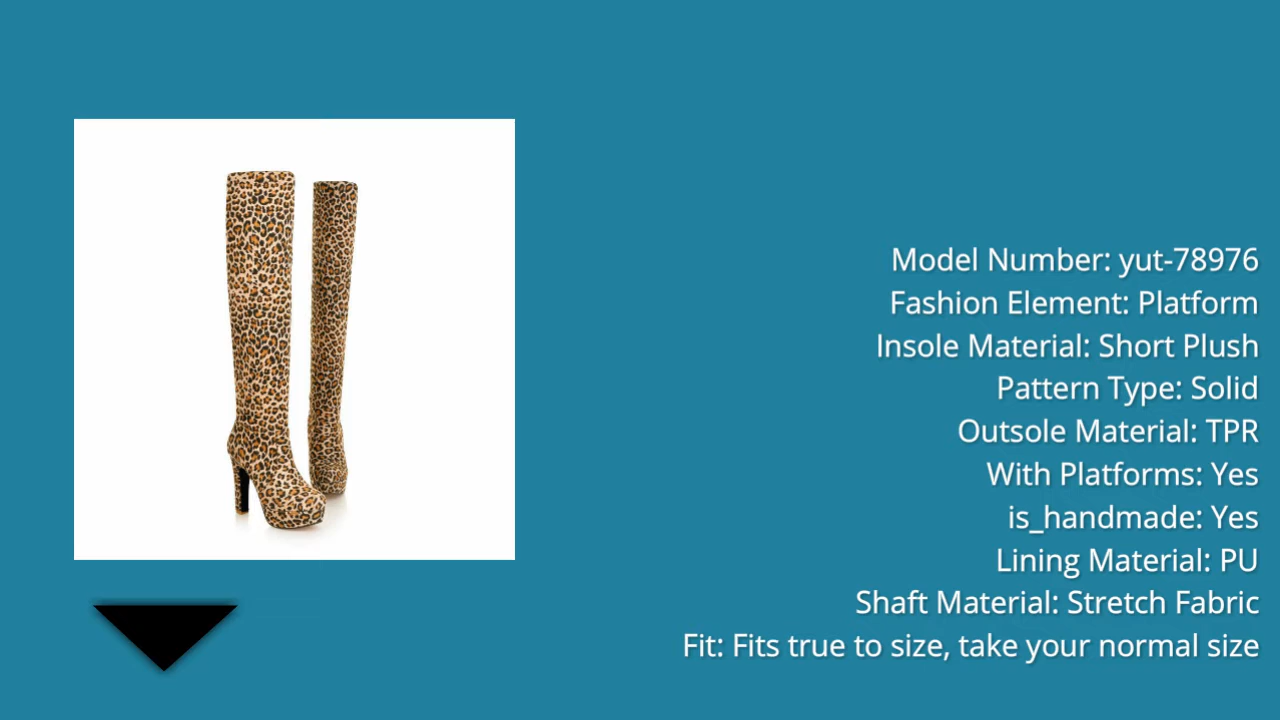 Model Number: yut-78976
Fashion Element: Platform
Insole Material: Short Plush
Pattern Type: Solid
Outsole Material: TPR
With Platforms: Yes
is_handmade: Yes
Lining Material: PU
Shaft Material: Stretch Fabric
Fit: Fits true to size, take your normal size